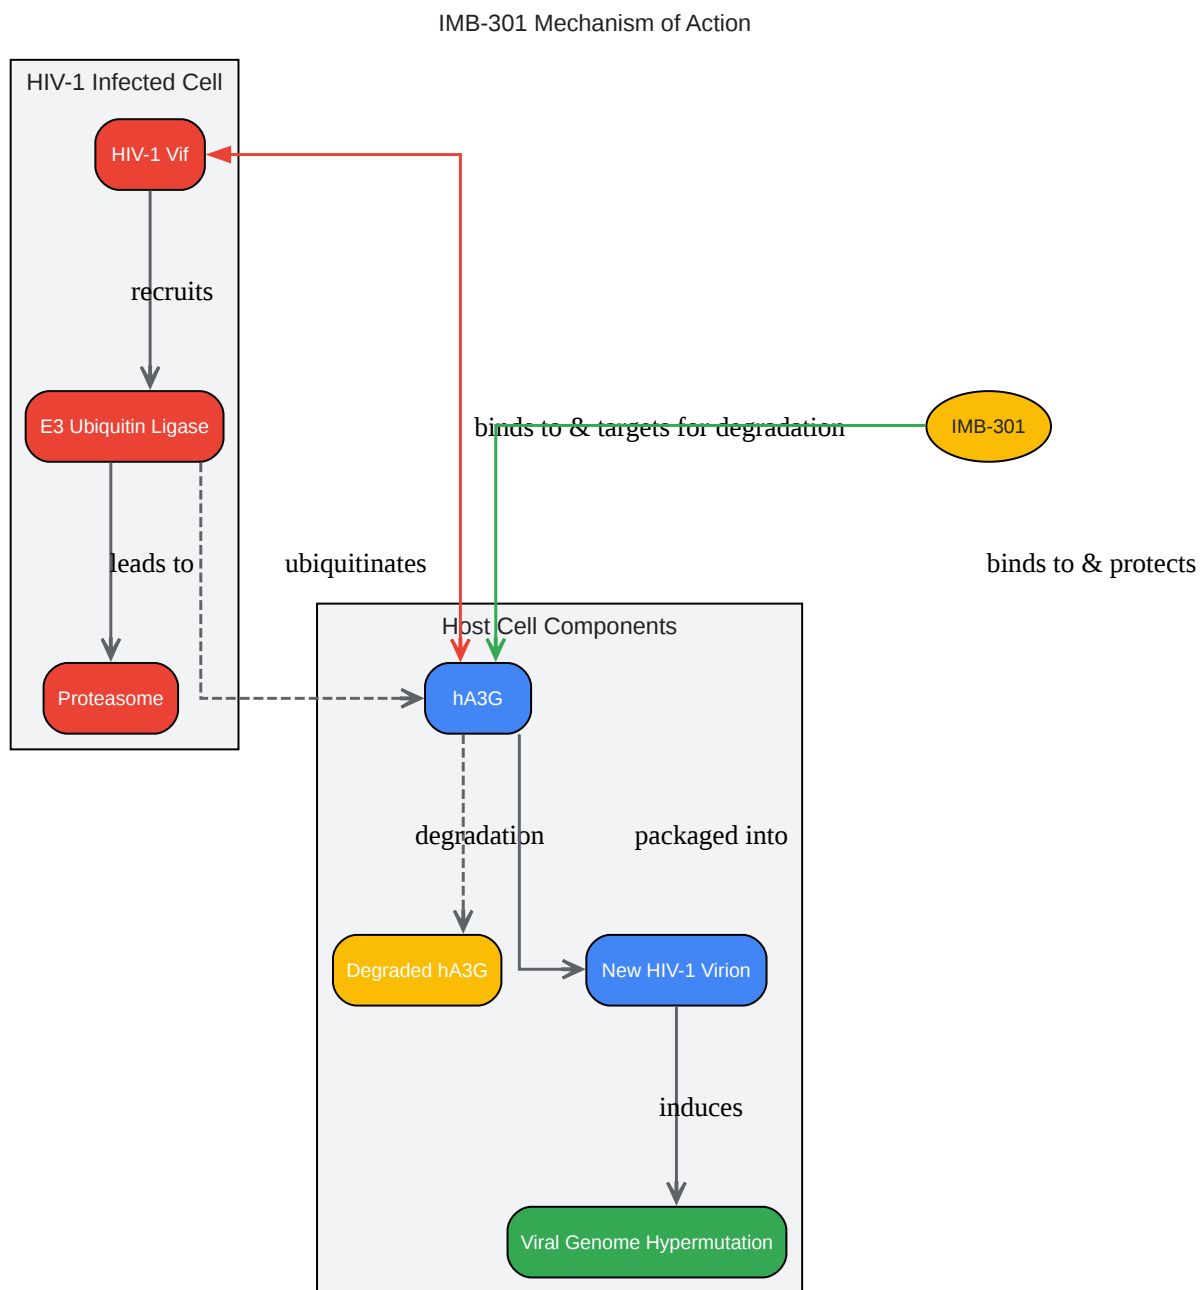 IMB-301 Mechanism of Action
HIV-1 Infected Cell
HIV-1 Vif
recruits
E3 Ubiquitin Ligase
binds to & targets for degradation
IMB-301
leads to
ubiquitinates
binds to & protects
Host Cell Components
Proteasome
hA3G
degradation
packaged into
Degraded hA3G
New HIV-1 Virion
induces
Viral Genome Hypermutation